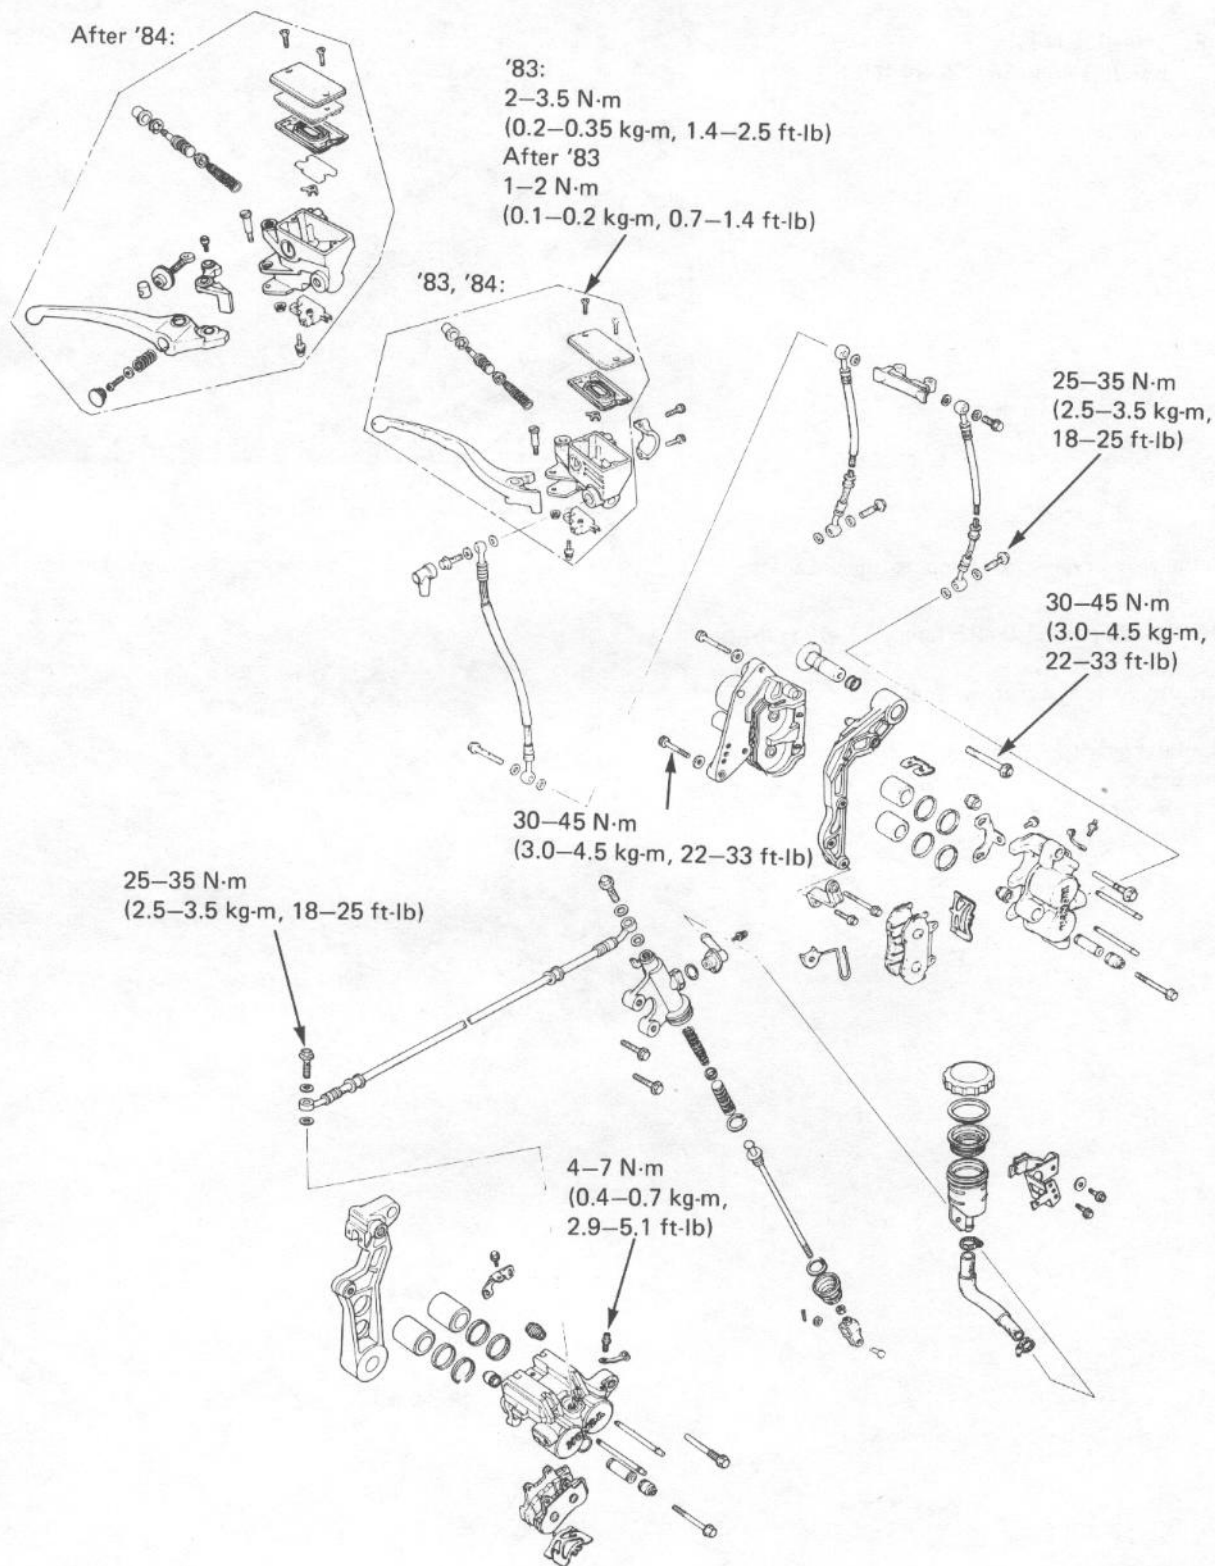 After '84:
'83:
2–3.5 N·m
(0.2–0.35 kg-m, 1.4–2.5 ft-lb)
After '83
1–2 N·m
(0.1–0.2 kg-m, 0.7–1.4 ft-lb)
'83, '84:
25–35 N·m
(2.5–3.5 kg-m,
18–25 ft-lb)
30–45 N·m
(3.0–4.5 kg-m,
22–33 ft-lb)
30–45 N·m
(3.0–4.5 kg-m, 22–33 ft-lb)
25–35 N·m
(2.5–3.5 kg-m, 18–25 ft-lb)
4–7 N·m
(0.4–0.7 kg-m,
2.9–5.1 ft-lb)